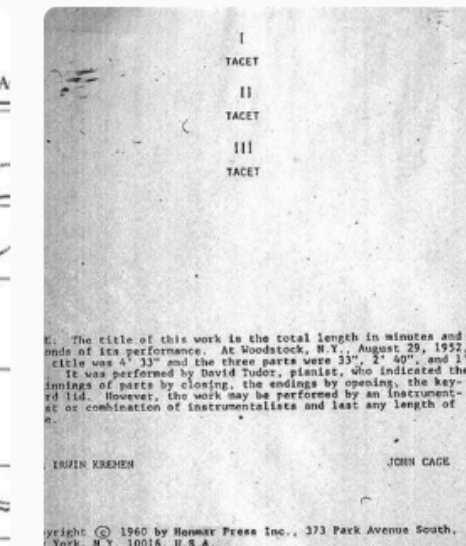 A
I
TACET
II
TACET
III
TACET
E: The title of this work is the total length in minutes and
onds of its performance. At Woodstock, N.Y., August 29, 1952,
title was 4' 33" and the three parts were 33", 2' 40", and 1'
It was performed by David Tudor, pianist, who indicated the
innings of parts by closing, the endings by opening, the key-
rd lid. However, the work may be performed by an instrument-
st or combination of instrumentalists and last any length of
e.
IRWIN KREMEN
JOHN CAGE
yright © 1960 by Henmar Press Inc., 373 Park Avenue South,
York, N.Y. 10016, U.S.A.